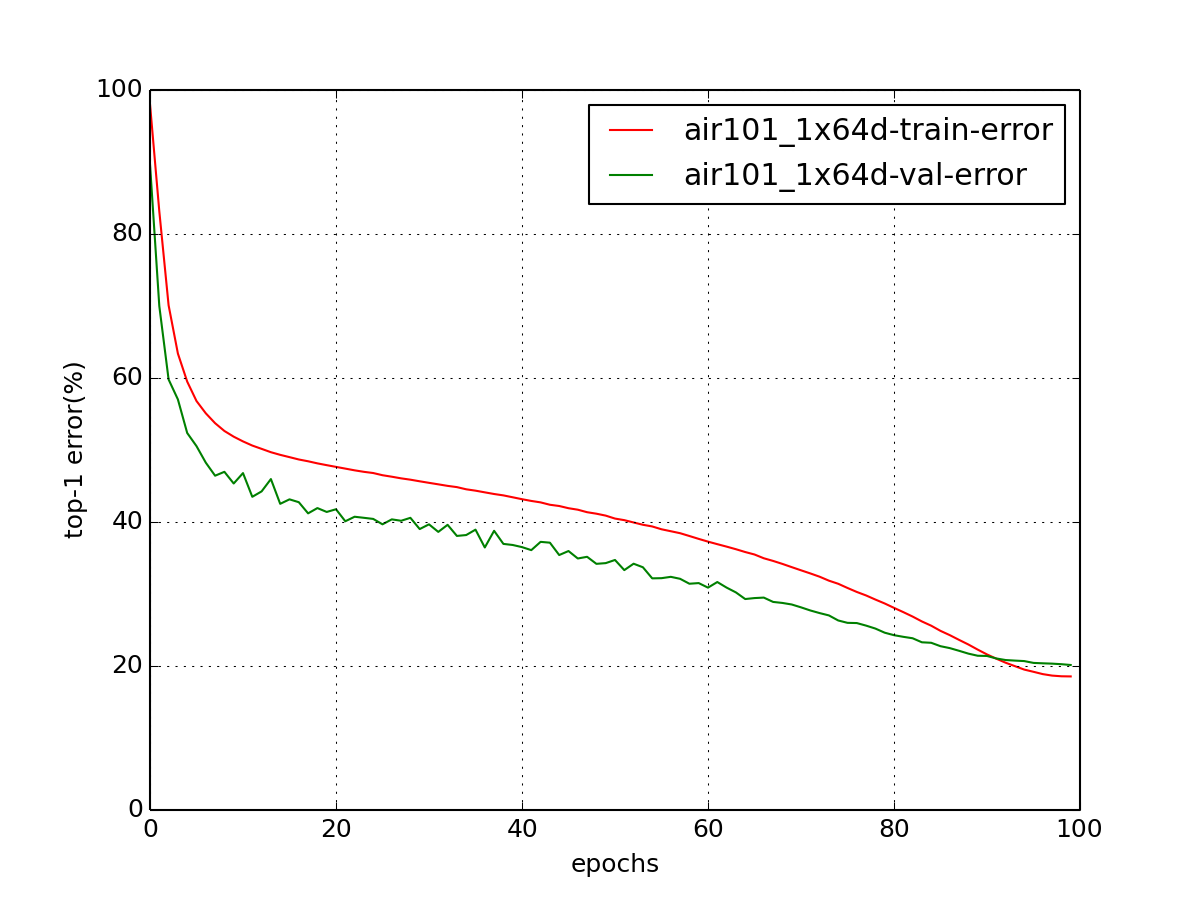 100
80
60
40
20
0
top-1 error(%)
air101_1x64d-train-error
air101_1x64d-val-error
0 20 40 60 80 100
epochs